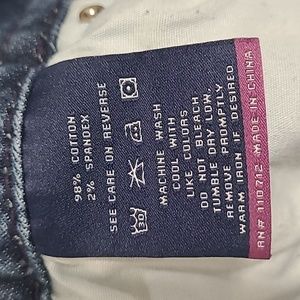 98% COTTON
2% SPANDEX
SEE CARE ON REVERSE
MACHINE WASH
COOL WITH
LIKE COLORS
DO NOT BLEACH
TUMBLE DRY LOW.
REMOVE PROMPTLY
WARM IRON IF DESIRED
RN# 110712 MADE IN CHINA